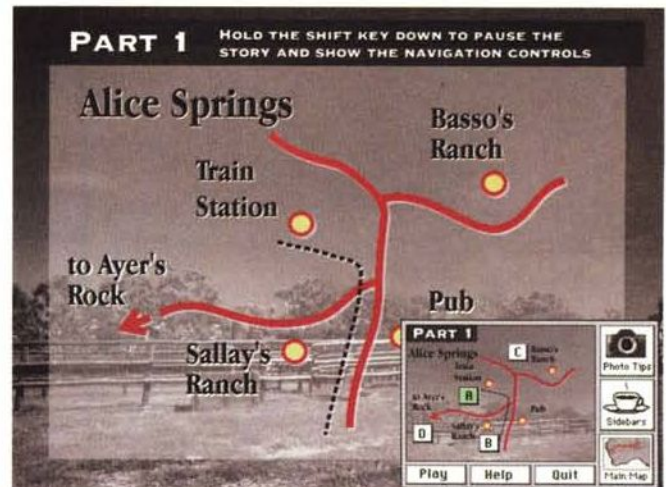 PART 1
HOLD THE SHIFT KEY DOWN TO PAUSE THE
STORY AND SHOW THE NAVIGATION CONTROLS
Alice Springs
Basso's
Ranch
Train
Station
to Ayer's
Rock
Pub
Sallay's
Ranch
PART 1
Alice Springs
C
Basso's
Ranch
Train
Station
A
to Ayer's
Rock
Pub
Sallay's
Ranch
D
B
Photo Tips
Sidebars
Main Map
Play
Help
Quit